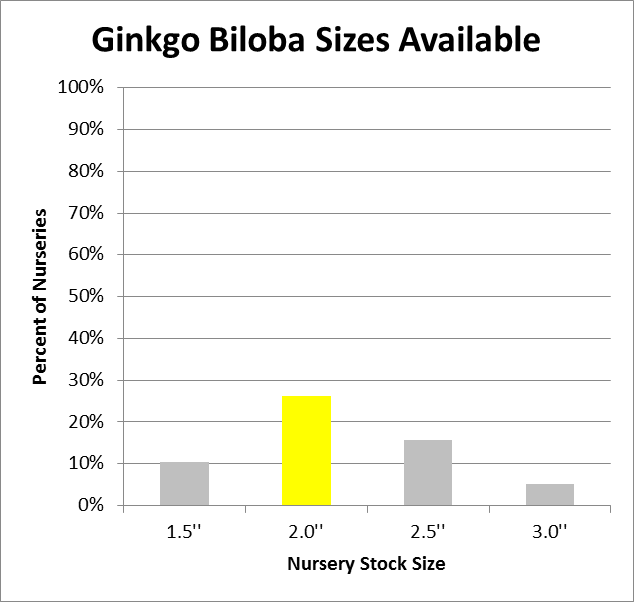 Ginkgo Biloba Sizes Available
100%
90%
80%
70%
60%
50%
40%
30%
20%
10%
0%
Percent of Nurseries
1.5'' 2.0'' 2.5'' 3.0''
Nursery Stock Size